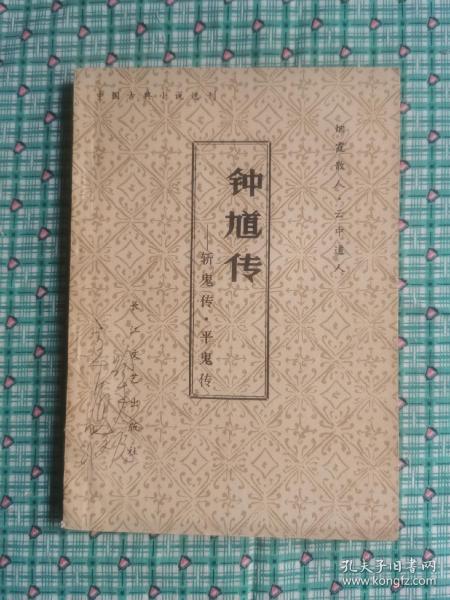 中国古典小说选刊
烟霞散人·云中道人
钟馗传
——斩鬼传·平鬼传
长江文艺出版社
孔夫子旧书网
www.kongfz.com